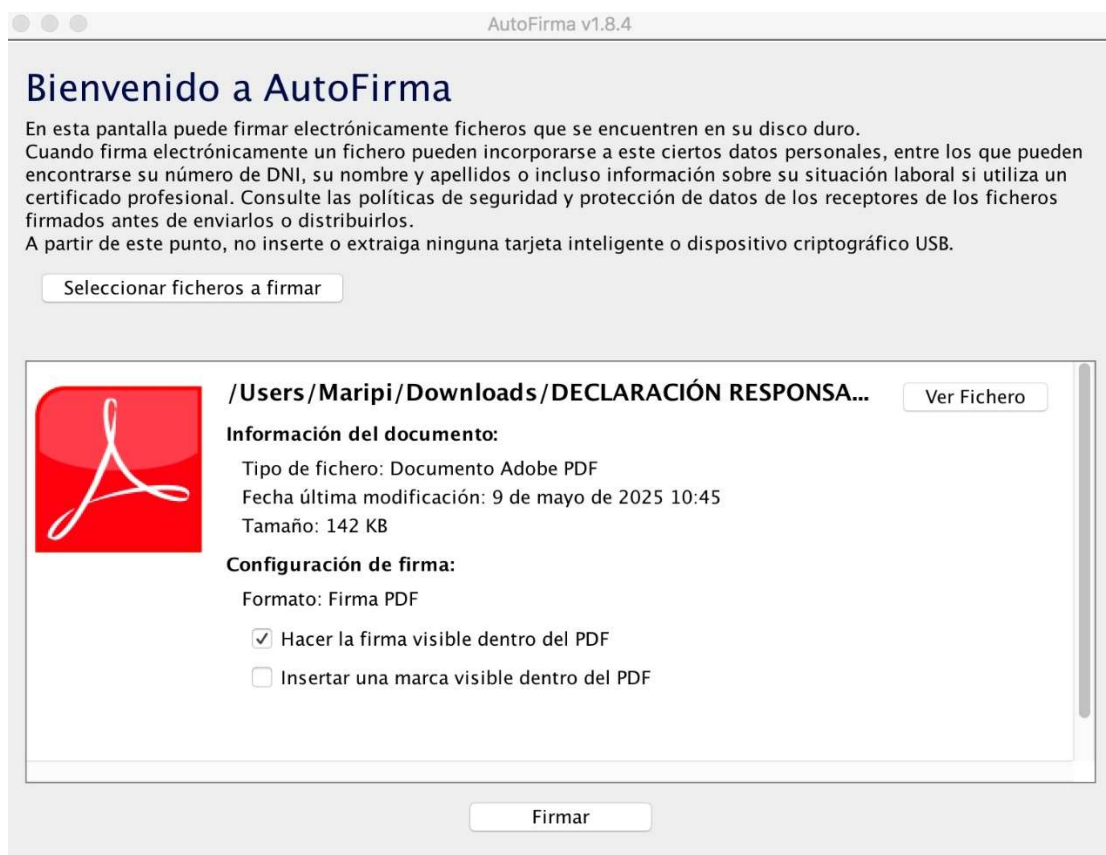 AutoFirma v1.8.4
Bienvenido a AutoFirma
En esta pantalla puede firmar electrónicamente ficheros que se encuentren en su disco duro.
Cuando firma electrónicamente un fichero pueden incorporarse a este ciertos datos personales, entre los que pueden
encontrarse su número de DNI, su nombre y apellidos o incluso información sobre su situación laboral si utiliza un
certificado profesional. Consulte las políticas de seguridad y protección de datos de los receptores de los ficheros
firmados antes de enviarlos o distribuirlos.
A partir de este punto, no inserte o extraiga ninguna tarjeta inteligente o dispositivo criptográfico USB.
Seleccionar ficheros a firmar
/Users/Maripi/Downloads/DECLARACIÓN RESPONSA...
Ver Fichero
Información del documento:
Tipo de fichero: Documento Adobe PDF
Fecha última modificación: 9 de mayo de 2025 10:45
Tamaño: 142 KB
Configuración de firma:
Formato: Firma PDF
Hacer la firma visible dentro del PDF
Insertar una marca visible dentro del PDF
Firmar